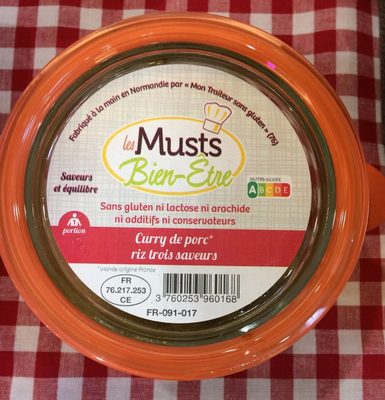 Fabriqué à la main en Normandie par « Mon Traiteur sans gluten » (76)
les Musts
Bien-Être
Saveurs
et équilibre
NUTRI-SCORE
ABCDE
Sans gluten ni lactose ni arachide
ni additifs ni conservateurs
1
portion
Curry de porc*
riz trois saveurs
*viande origine France
FR
76.217.253
CE
3 760253 960168
FR-091-017